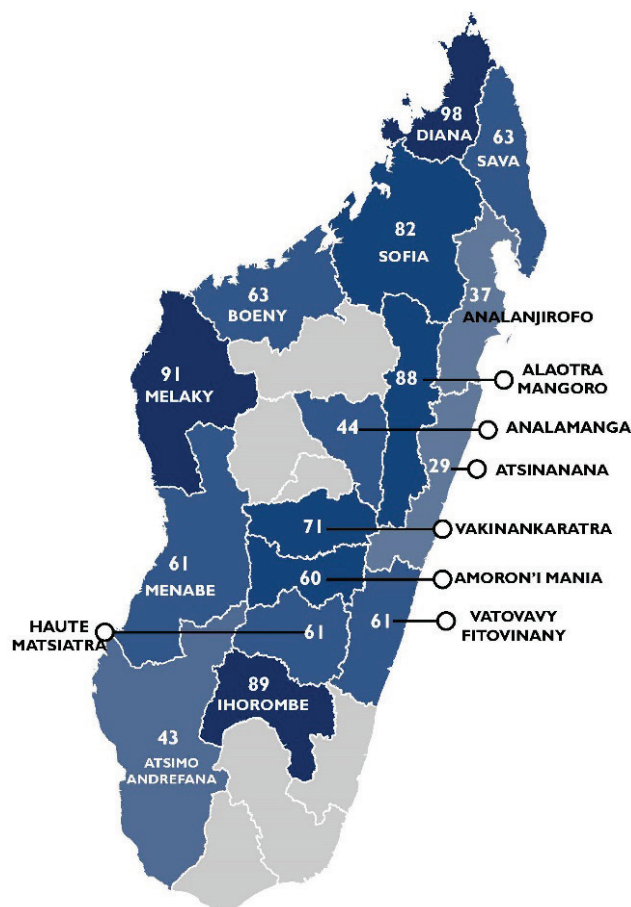 98
DIANA
63
SAVA
82
SOFIA
37
ANALANJIROFO
63
BOENY
91
MELAKY
88
ALAOTRA
MANGORO
44
ANALAMANGA
29
ATSINANANA
71
VAKINANKARATRA
61
MENABE
60
AMORON'I MANIA
HAUTE
MATSIATRA
61
61
VATOVAVY
FITOVINANY
89
IHOROMBE
43
ATSIMO
ANDREFANA